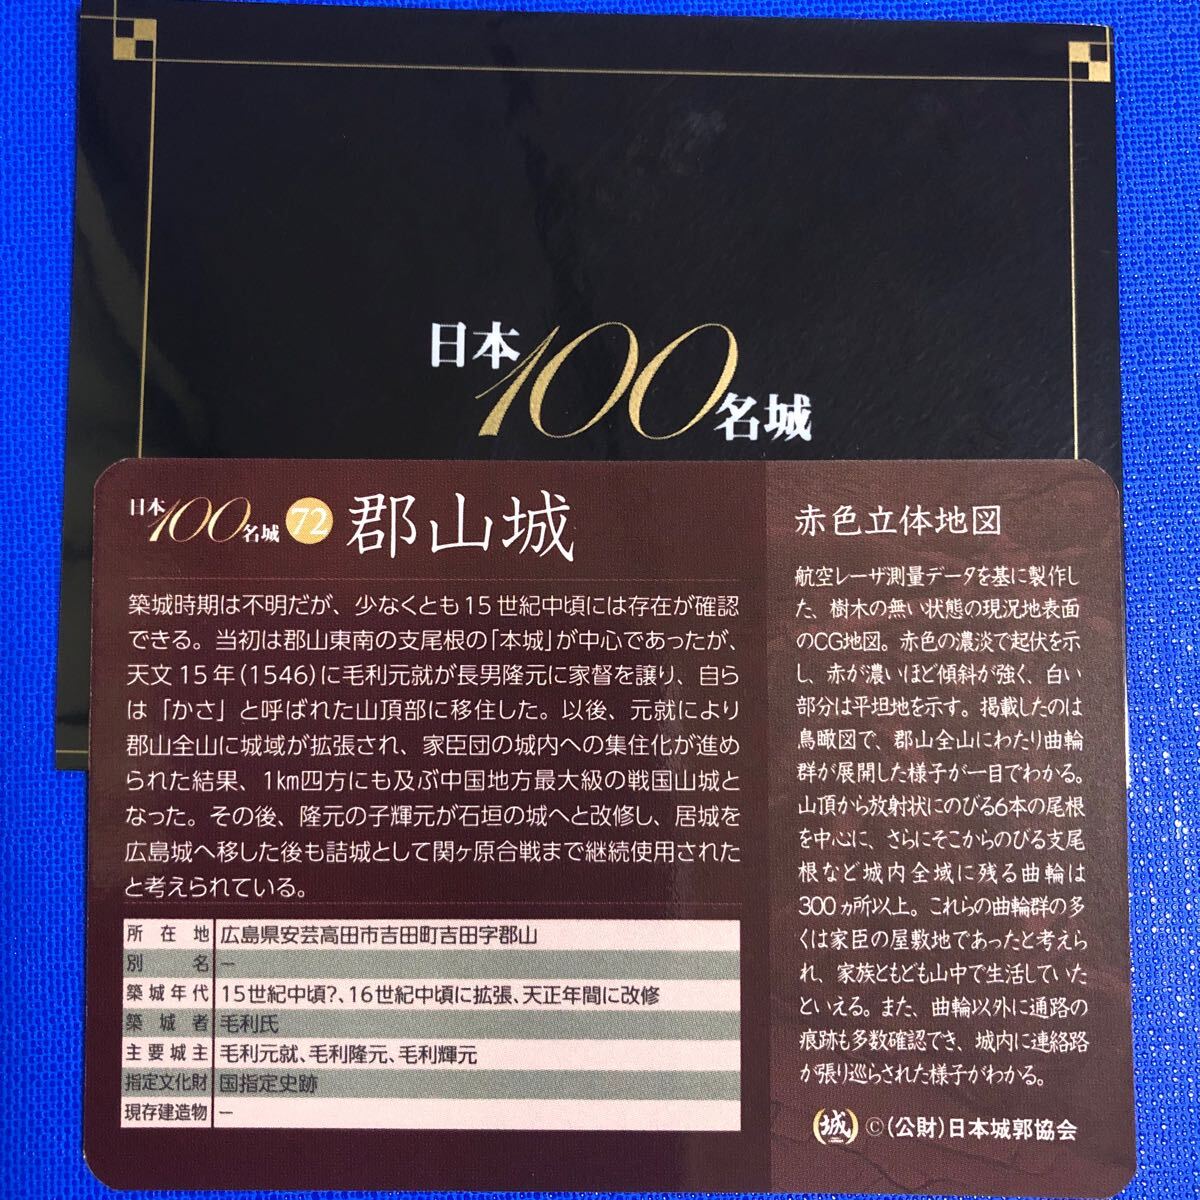 日本100名城
日本100名城 72 郡山城
築城時期は不明だが、少なくとも15世紀中頃には存在が確認
できる。当初は郡山東南の支尾根の「本城」が中心であったが、
天文15年(1546)に毛利元就が長男隆元に家督を譲り、自ら
は「かさ」と呼ばれた山頂部に移住した。以後、元就により
郡山全山に城域が拡張され、家臣団の城内への集住化が進め
られた結果、1km四方にも及ぶ中国地方最大級の戦国山城と
なった。その後、隆元の子輝元が石垣の城へと改修し、居城を
広島城へ移した後も詰城として関ヶ原合戦まで継続使用された
と考えられている。
所在地 広島県安芸高田市吉田町吉田字郡山
別名 −
築城年代 15世紀中頃?、16世紀中頃に拡張、天正年間に改修
築城者 毛利氏
主要城主 毛利元就、毛利隆元、毛利輝元
指定文化財 国指定史跡
現存建造物 −
赤色立体地図
航空レーザ測量データを基に製作し
た、樹木の無い状態の現況地表面
のCG地図。赤色の濃淡で起伏を示
し、赤が濃いほど傾斜が強く、白い
部分は平坦地を示す。掲載したのは
鳥瞰図で、郡山全山にわたり曲輪
群が展開した様子が一目でわかる。
山頂から放射状にのびる6本の尾根
を中心に、さらにそこからのびる支尾
根など城内全域に残る曲輪は
300ヵ所以上。これらの曲輪群の多
くは家臣の屋敷地であったと考えら
れ、家族ともども山中で生活していた
といえる。また、曲輪以外に通路の
痕跡も多数確認でき、城内に連絡路
が張り巡らされた様子がわかる。
城 ©(公財)日本城郭協会